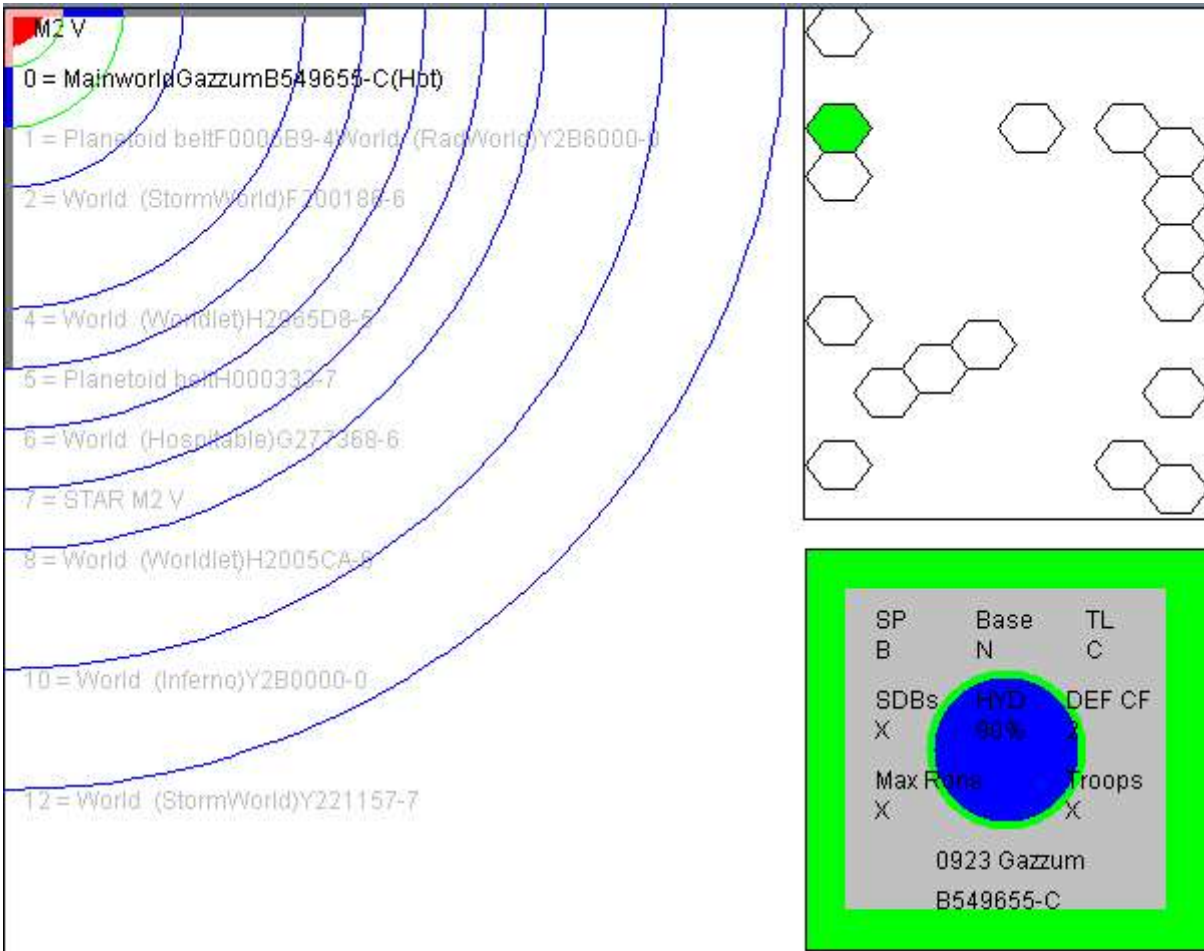 M2 V
0 = MainworldGazzumB549655-C(Hot)
1 = Planetoid beltF0006B9-4World (RadWorld)Y2B6000-0
2 = World (StormWorld)F200186-6
4 = World (Worldlet)H2965D8-5
5 = Planetoid beltH000333-7
6 = World (Hospitable)G277368-6
7 = STAR M2 V
8 = World (Worldlet)H2005CA-6
10 = World (Inferno)Y2B0000-0
12 = World (StormWorld)Y221157-7
SP Base TL
B N C
SDBs HYD DEF CF
X 90% 2
Max Rons Troops
X X
0923 Gazzum
B549655-C